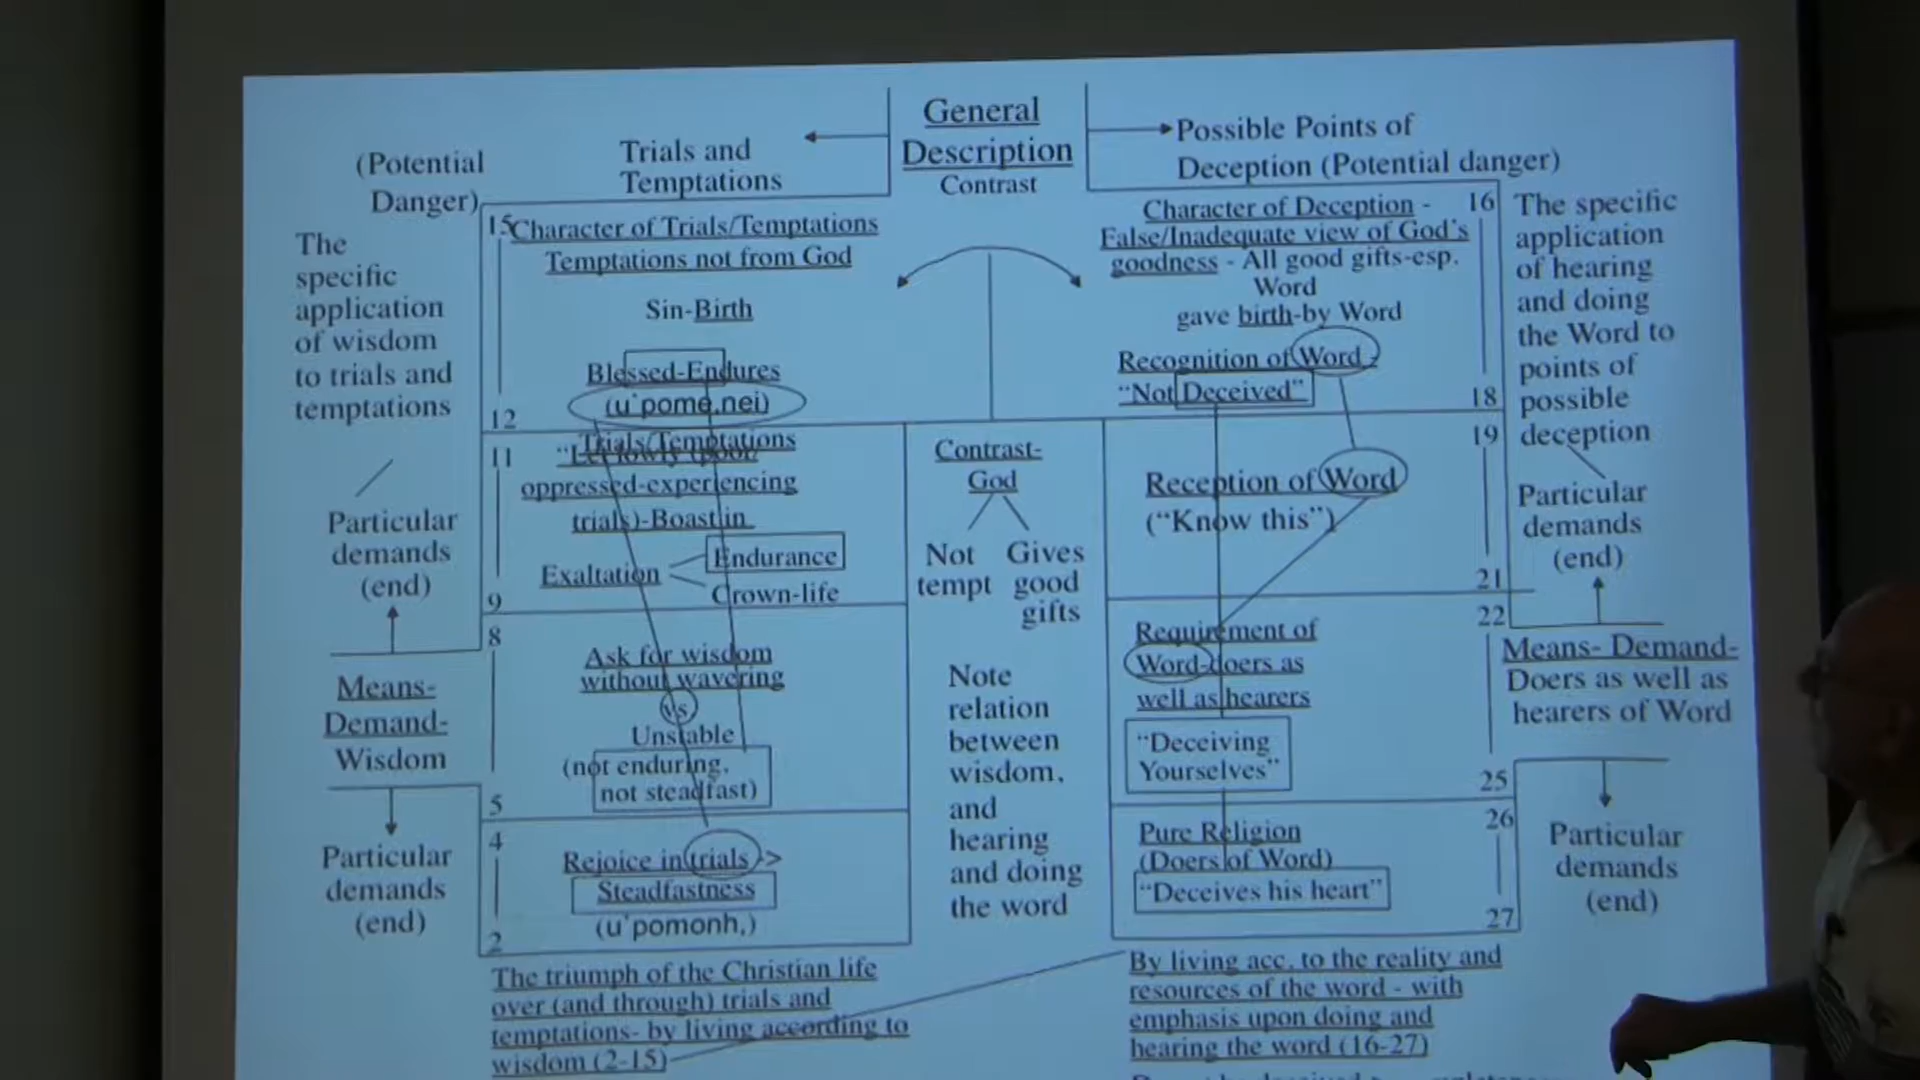 General
Description
Contrast
(Potential
Danger)
Trials and
Temptations
Possible Points of
Deception (Potential danger)
The
specific
application
of wisdom
to trials and
temptations
Particular
demands
(end)
Means-
Demand-
Wisdom
Particular
demands
(end)
15
Character of Trials/Temptations
Temptations not from God
Sin-Birth
Blessed-Endures
(u`pome,nei)
12
Trials/Temptations
11
oppressed-experiencing
trials)-Boast in
Exaltation
Endurance
Crown-life
9
8
Ask for wisdom
without wavering
vs.
Unstable
(not enduring,
not steadfast)
5
4
Rejoice in trials ->
Steadfastness
(u`pomonh,)
2
The triumph of the Christian life
over (and through) trials and
temptations- by living according to
wisdom (2-15)
Contrast-
God
Not
tempt
Gives
good
gifts
Note
relation
between
wisdom,
and
hearing
and doing
the word
Character of Deception -
16
False/Inadequate view of God's
goodness - All good gifts-esp.
Word
gave birth-by Word
Recognition of Word -
"Not Deceived"
18
19
Reception of Word
("Know this")
21
22
Requirement of
Word-doers as
well as hearers
"Deceiving
Yourselves"
25
26
Pure Religion
(Doers of Word)
"Deceives his heart"
27
By living acc. to the reality and
resources of the word - with
emphasis upon doing and
hearing the word (16-27)
The specific
application
of hearing
and doing
the Word to
points of
possible
deception
Particular
demands
(end)
Means- Demand-
Doers as well as
hearers of Word
Particular
demands
(end)